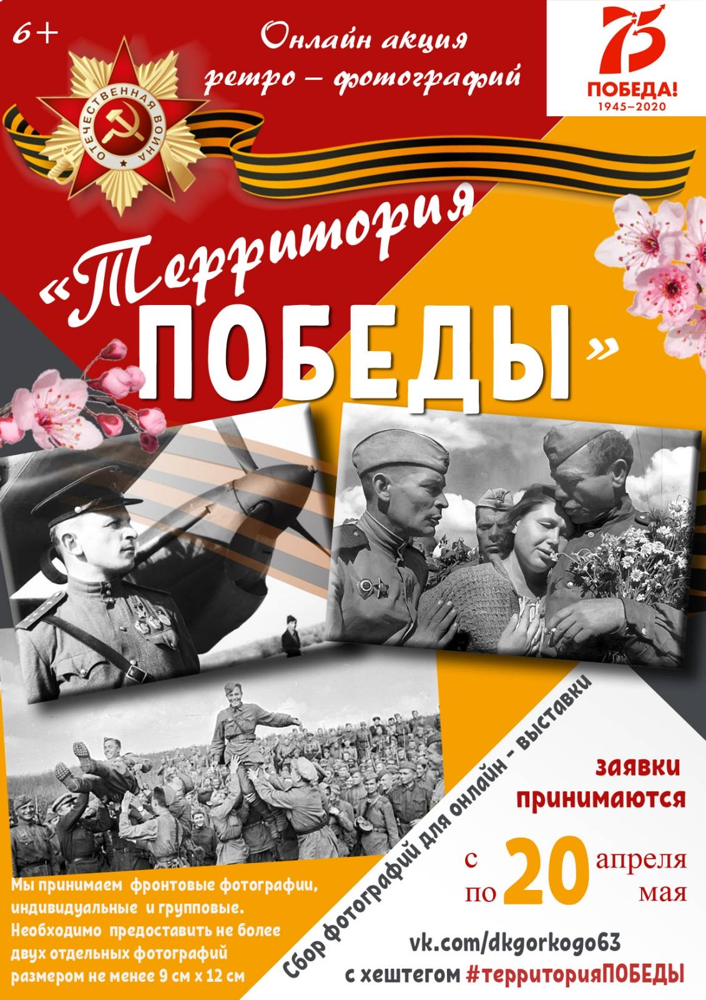 6+
Онлайн акция
ретро – фотографий
75
ПОБЕДА!
1945–2020
ОТЕЧЕСТВЕННАЯ ВОЙНА
«Территория
ПОБЕДЫ»
Сбор фотографий для онлайн - выставки
заявки
принимаются
с 20 апреля
по мая
Мы принимаем фронтовые фотографии,
индивидуальные и групповые.
Необходимо предоставить не более
двух отдельных фотографий
размером не менее 9 см х 12 см
vk.com/dkgorkogo63
с хештегом #территорияПОБЕДЫ